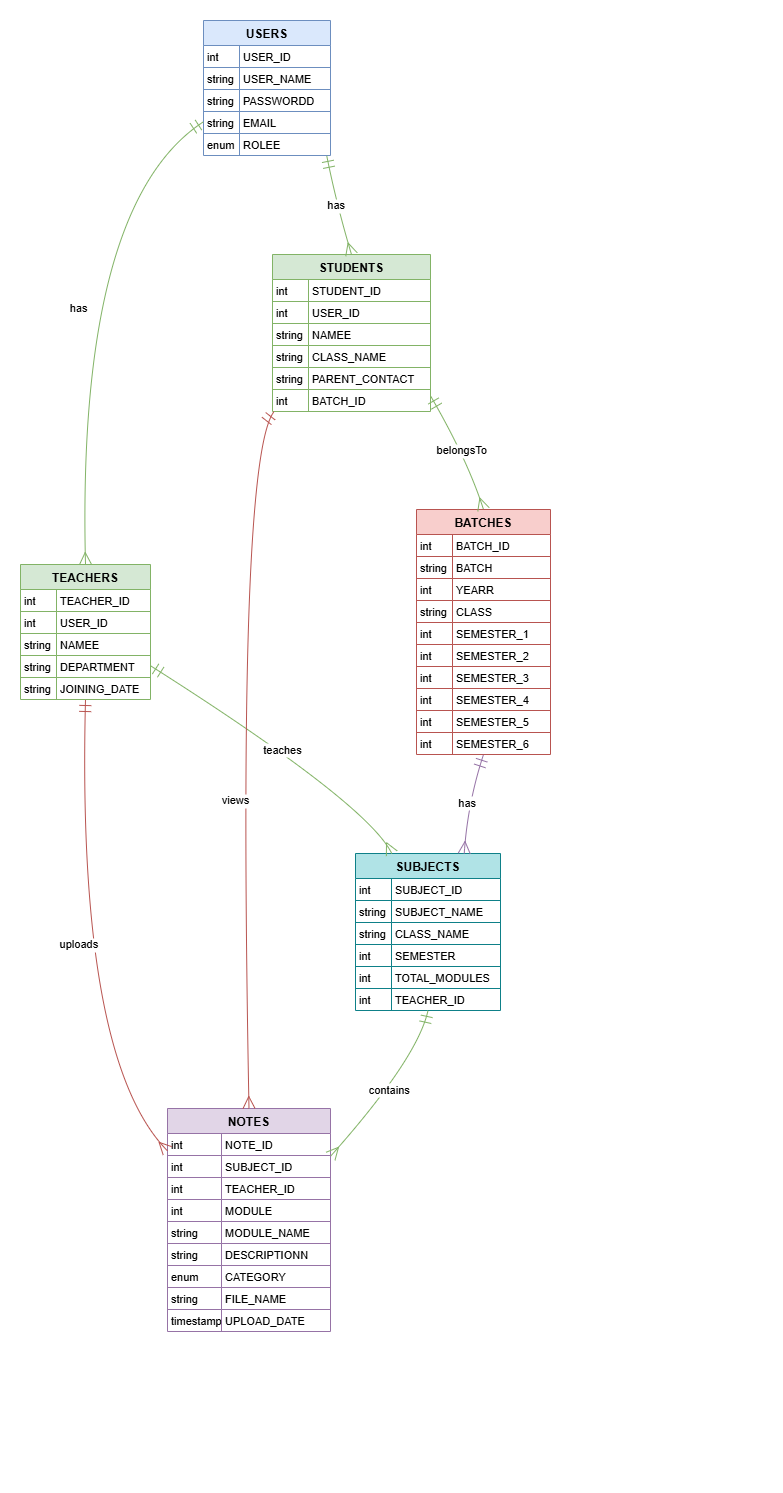 USERS
int USER_ID
string USER_NAME
string PASSWORDD
string EMAIL
enum ROLEE
has
STUDENTS
int STUDENT_ID
int USER_ID
string NAMEE
string CLASS_NAME
string PARENT_CONTACT
int BATCH_ID
has
belongsTo
BATCHES
int BATCH_ID
string BATCH
int YEARR
string CLASS
int SEMESTER_1
int SEMESTER_2
int SEMESTER_3
int SEMESTER_4
int SEMESTER_5
int SEMESTER_6
TEACHERS
int TEACHER_ID
int USER_ID
string NAMEE
string DEPARTMENT
string JOINING_DATE
teaches
views
has
SUBJECTS
int SUBJECT_ID
string SUBJECT_NAME
string CLASS_NAME
int SEMESTER
int TOTAL_MODULES
int TEACHER_ID
uploads
contains
NOTES
int NOTE_ID
int SUBJECT_ID
int TEACHER_ID
int MODULE
string MODULE_NAME
string DESCRIPTIONN
enum CATEGORY
string FILE_NAME
timestamp UPLOAD_DATE